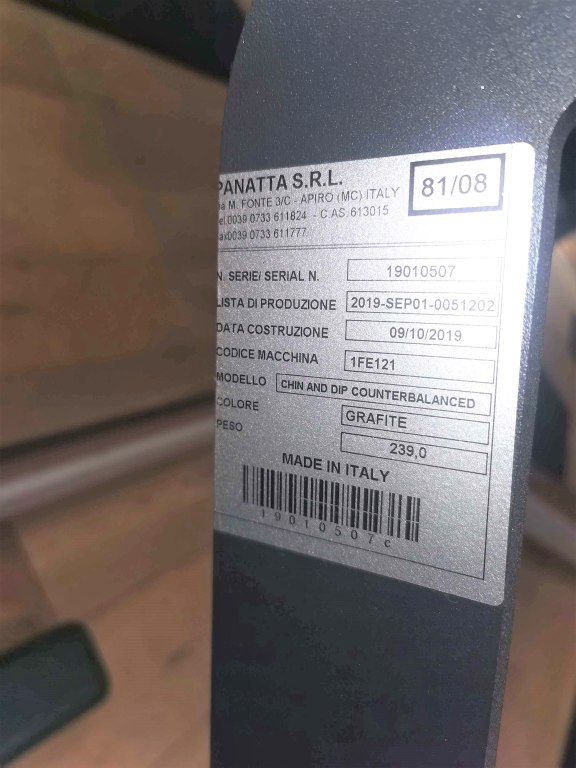 PANATTA S.R.L.
81/08
ia M. FONTE 3/C - APIRO (MC) ITALY
el.0039 0733 611824 - C AS. 613015
ax0039 0733 611777
N. SERIE/ SERIAL N. 19010507
LISTA DI PRODUZIONE 2019-SEP01-0051202
DATA COSTRUZIONE 09/10/2019
CODICE MACCHINA 1FE121
MODELLO CHIN AND DIP COUNTERBALANCED
COLORE GRAFITE
PESO 239,0
MADE IN ITALY
19010507c